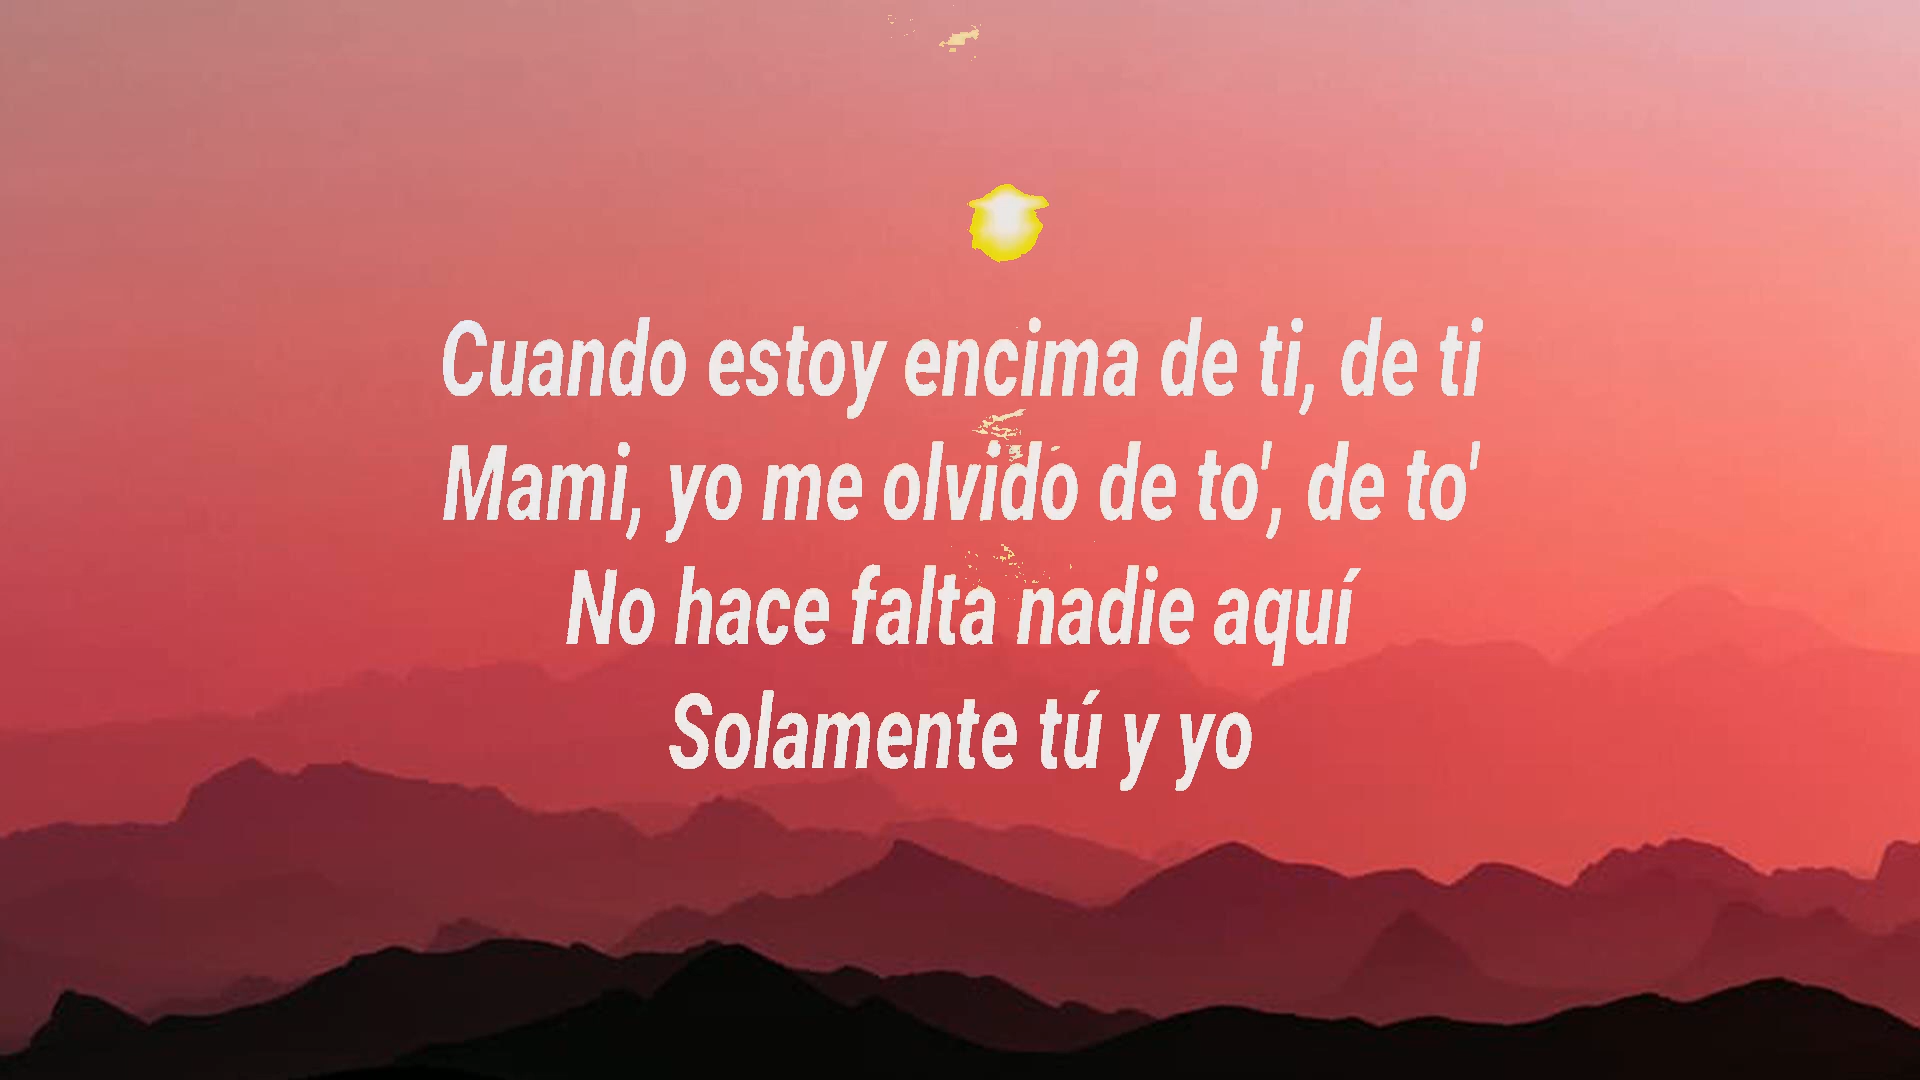 Cuando estoy encima de ti, de ti
Mami, yo me olvido de to', de to'
No hace falta nadie aquí
Solamente tú y yo